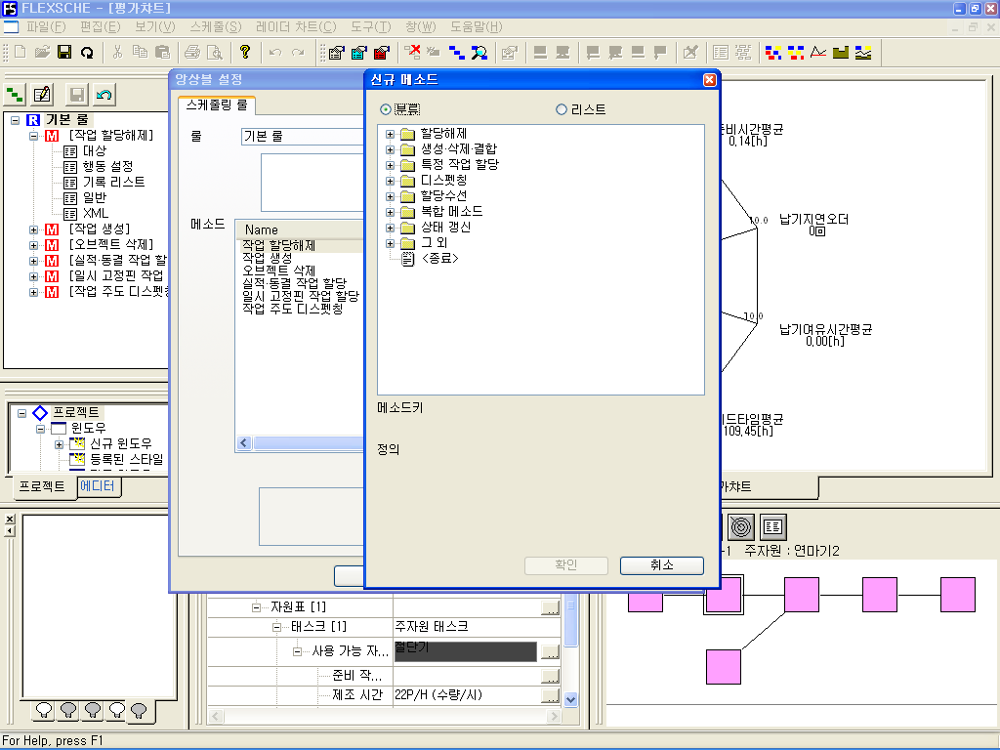 FLEXSCHE - [평가챠트]
파일(F) 편집(E) 보기(V) 스케줄(S) 레이더 차트(C) 도구(T) 창(W) 도움말(H)
기본 룰
[작업 할당해제]
대상
행동 설정
기록 리스트
일반
XML
[작업 생성]
[오브젝트 삭제]
[실적·동결 작업 할
[일시 고정핀 작업
[작업 주도 디스펫칭
프로젝트
윈도우
신규 윈도우
등록된 스타일
프로젝트 에디터
앙상블 설정
스케줄링 룰
룰 기본 룰
메소드
Name
작업 할당해제
작업 생성
오브젝트 삭제
실적·동결 작업 할당
일시 고정핀 작업 할당
작업 주도 디스펫칭
신규 메소드
분류 리스트
할당해제
생성·삭제·결합
특정 작업 할당
디스펫칭
할당수선
복합 메소드
상태 갱신
그 외
<종료>
메소드키
정의
확인 취소
준비시간평균
0.14[h]
10.0
납기지연오더
0회
10.0
납기여유시간평균
0.00[h]
드타임평균
109.45[h]
가챠트
-1 주자원 : 연마기2
자원표 [1]
태스크 [1] 주자원 태스크
사용 가능 자... 절단기
준비 작...
제조 시간 22P/H (수량/시)
For Help, press F1